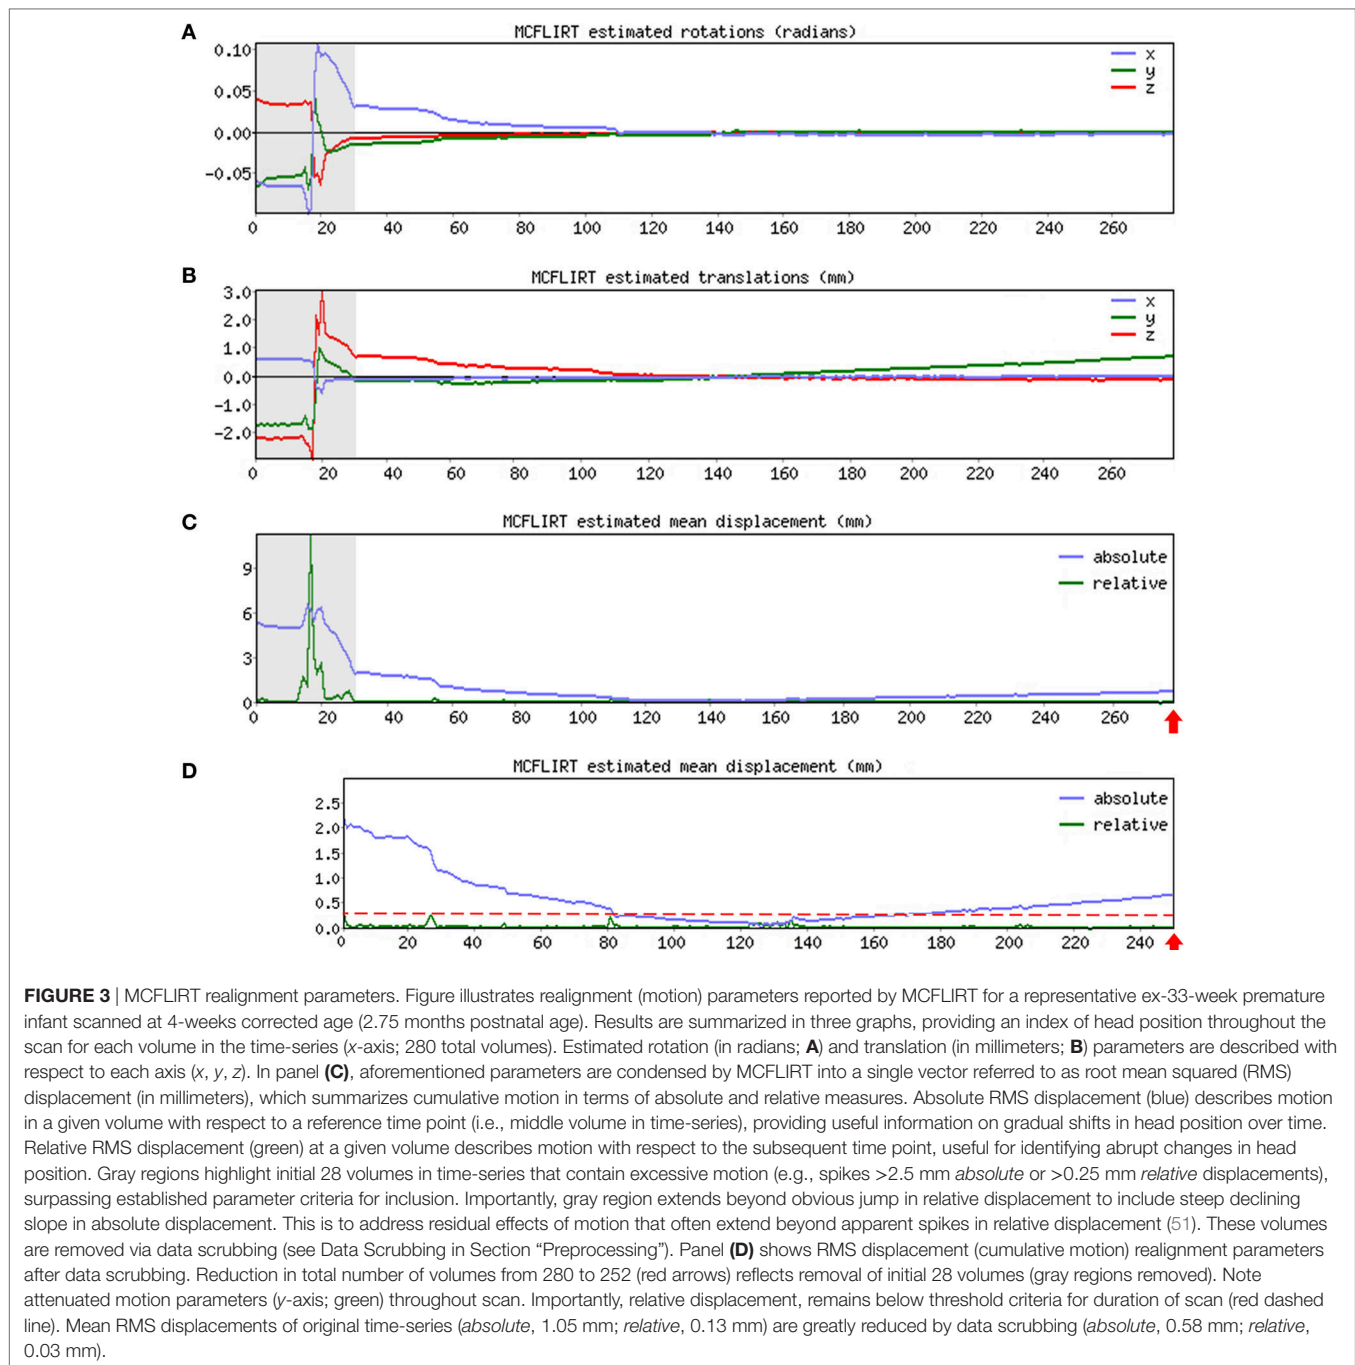 A
MCFLIRT estimated rotations (radians)
0.10
0.05
0.00
-0.05
x
y
z
0 20 40 60 80 100 120 140 160 180 200 220 240 260
B
MCFLIRT estimated translations (mm)
3.0
2.0
1.0
0.0
-1.0
-2.0
x
y
z
0 20 40 60 80 100 120 140 160 180 200 220 240 260
C
MCFLIRT estimated mean displacement (mm)
9
6
3
0
absolute
relative
0 20 40 60 80 100 120 140 160 180 200 220 240 260
D
MCFLIRT estimated mean displacement (mm)
2.5
2.0
1.5
1.0
0.5
0.0
absolute
relative
0 20 40 60 80 100 120 140 160 180 200 220 240
FIGURE 3 | MCFLIRT realignment parameters. Figure illustrates realignment (motion) parameters reported by MCFLIRT for a representative ex-33-week premature
infant scanned at 4-weeks corrected age (2.75 months postnatal age). Results are summarized in three graphs, providing an index of head position throughout the
scan for each volume in the time-series (x-axis; 280 total volumes). Estimated rotation (in radians; A) and translation (in millimeters; B) parameters are described with
respect to each axis (x, y, z). In panel (C), aforementioned parameters are condensed by MCFLIRT into a single vector referred to as root mean squared (RMS)
displacement (in millimeters), which summarizes cumulative motion in terms of absolute and relative measures. Absolute RMS displacement (blue) describes motion
in a given volume with respect to a reference time point (i.e., middle volume in time-series), providing useful information on gradual shifts in head position over time.
Relative RMS displacement (green) at a given volume describes motion with respect to the subsequent time point, useful for identifying abrupt changes in head
position. Gray regions highlight initial 28 volumes in time-series that contain excessive motion (e.g., spikes >2.5 mm absolute or >0.25 mm relative displacements),
surpassing established parameter criteria for inclusion. Importantly, gray region extends beyond obvious jump in relative displacement to include steep declining
slope in absolute displacement. This is to address residual effects of motion that often extend beyond apparent spikes in relative displacement (51). These volumes
are removed via data scrubbing (see Data Scrubbing in Section “Preprocessing”). Panel (D) shows RMS displacement (cumulative motion) realignment parameters
after data scrubbing. Reduction in total number of volumes from 280 to 252 (red arrows) reflects removal of initial 28 volumes (gray regions removed). Note
attenuated motion parameters (y-axis; green) throughout scan. Importantly, relative displacement, remains below threshold criteria for duration of scan (red dashed
line). Mean RMS displacements of original time-series (absolute, 1.05 mm; relative, 0.13 mm) are greatly reduced by data scrubbing (absolute, 0.58 mm; relative,
0.03 mm).